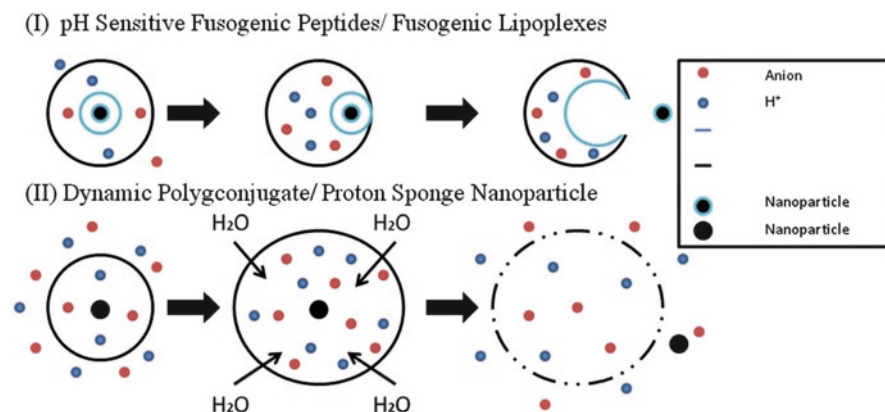 (I) pH Sensitive Fusogenic Peptides/ Fusogenic Lipoplexes
Anion
H⁺
Nanoparticle
Nanoparticle
(II) Dynamic Polygconjugate/ Proton Sponge Nanoparticle
H2O
H2O
H2O
H2O